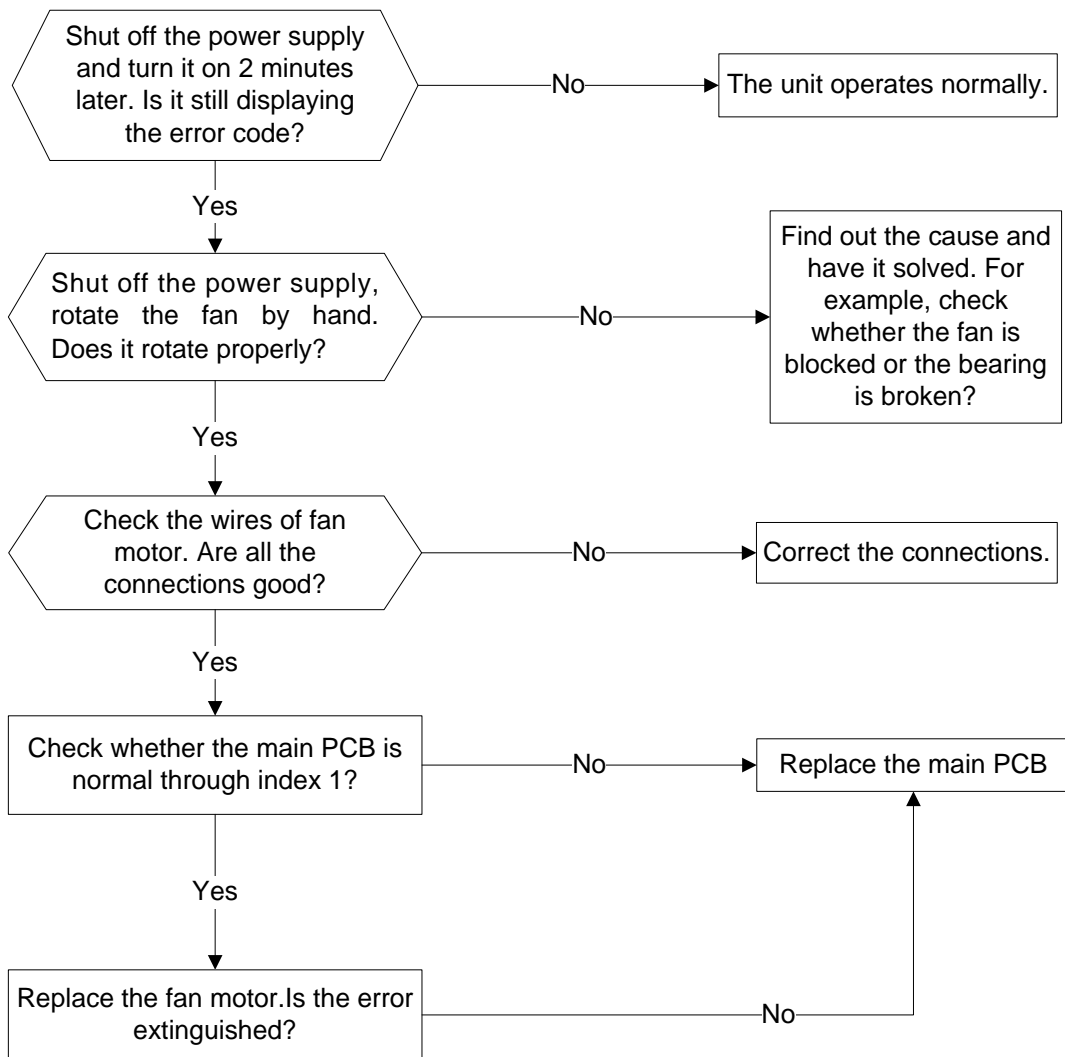 Shut off the power supply
and turn it on 2 minutes
later. Is it still displaying
the error code?
No
The unit operates normally.
Yes
Shut off the power supply,
rotate the fan by hand.
Does it rotate properly?
No
Find out the cause and
have it solved. For
example, check
whether the fan is
blocked or the bearing
is broken?
Yes
Check the wires of fan
motor. Are all the
connections good?
No
Correct the connections.
Yes
Check whether the main PCB is
normal through index 1?
No
Replace the main PCB
Yes
Replace the fan motor.Is the error
extinguished?
No